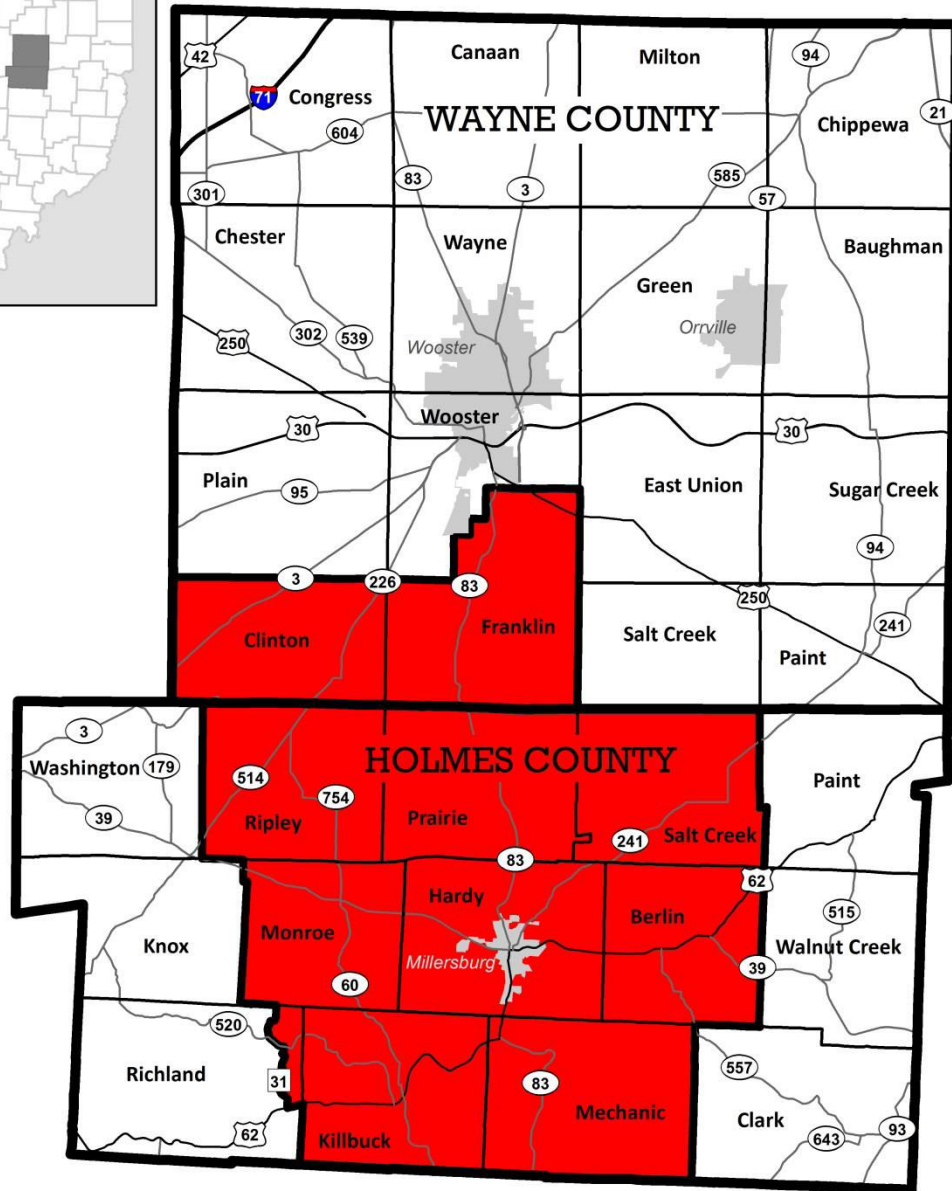 Canaan
Milton
94
42
71
Congress
WAYNE COUNTY
Chippewa
21
604
83
3
585
57
301
Chester
Wayne
Baughman
Green
302
539
250
Wooster
Orrville
Wooster
30
30
Plain
95
East Union
Sugar Creek
94
3
226
83
250
241
Clinton
Franklin
Salt Creek
Paint
3
HOLMES COUNTY
Washington
179
514
754
Paint
39
Ripley
Prairie
241
Salt Creek
83
Hardy
62
Berlin
515
Monroe
Knox
Millersburg
Walnut Creek
39
60
520
Richland
31
83
557
Mechanic
Clark
62
Killbuck
643
93